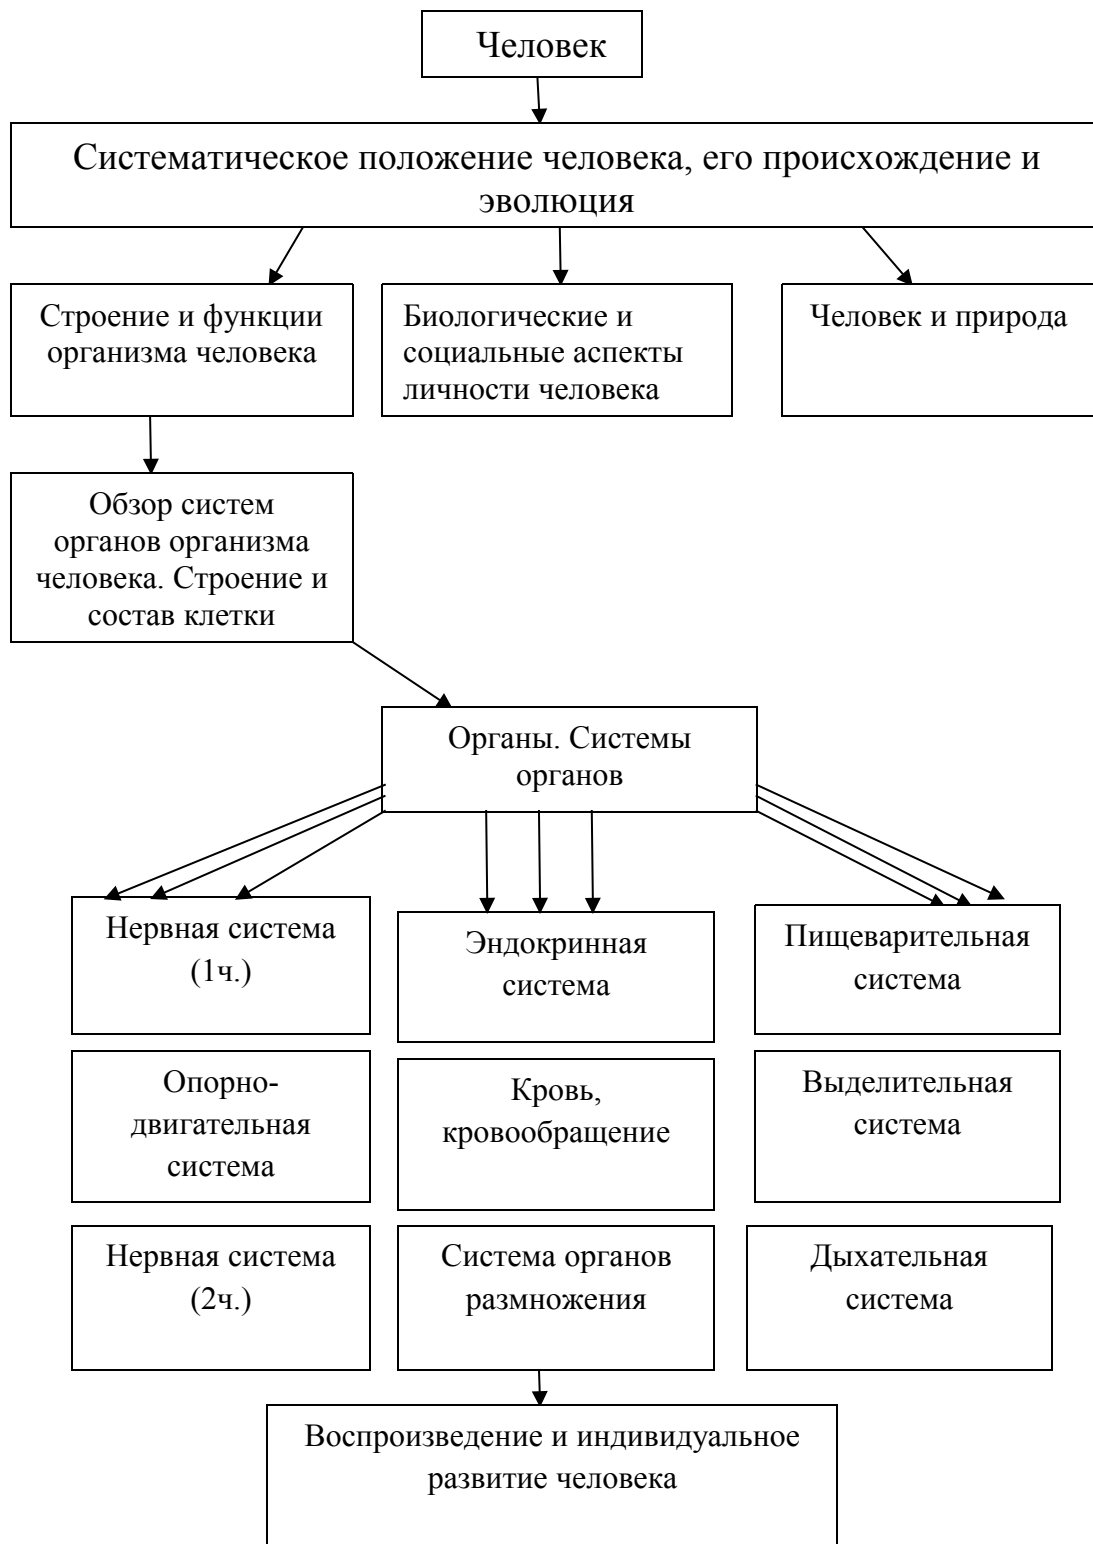 Человек
Систематическое положение человека, его происхождение и
эволюция
Строение и функции
организма человека
Биологические и
социальные аспекты
личности человека
Человек и природа
Обзор систем
органов организма
человека. Строение и
состав клетки
Органы. Системы
органов
Нервная система
(1ч.)
Эндокринная
система
Пищеварительная
система
Опорно-
двигательная
система
Кровь,
кровообращение
Выделительная
система
Нервная система
(2ч.)
Система органов
размножения
Дыхательная
система
Воспроизведение и индивидуальное
развитие человека